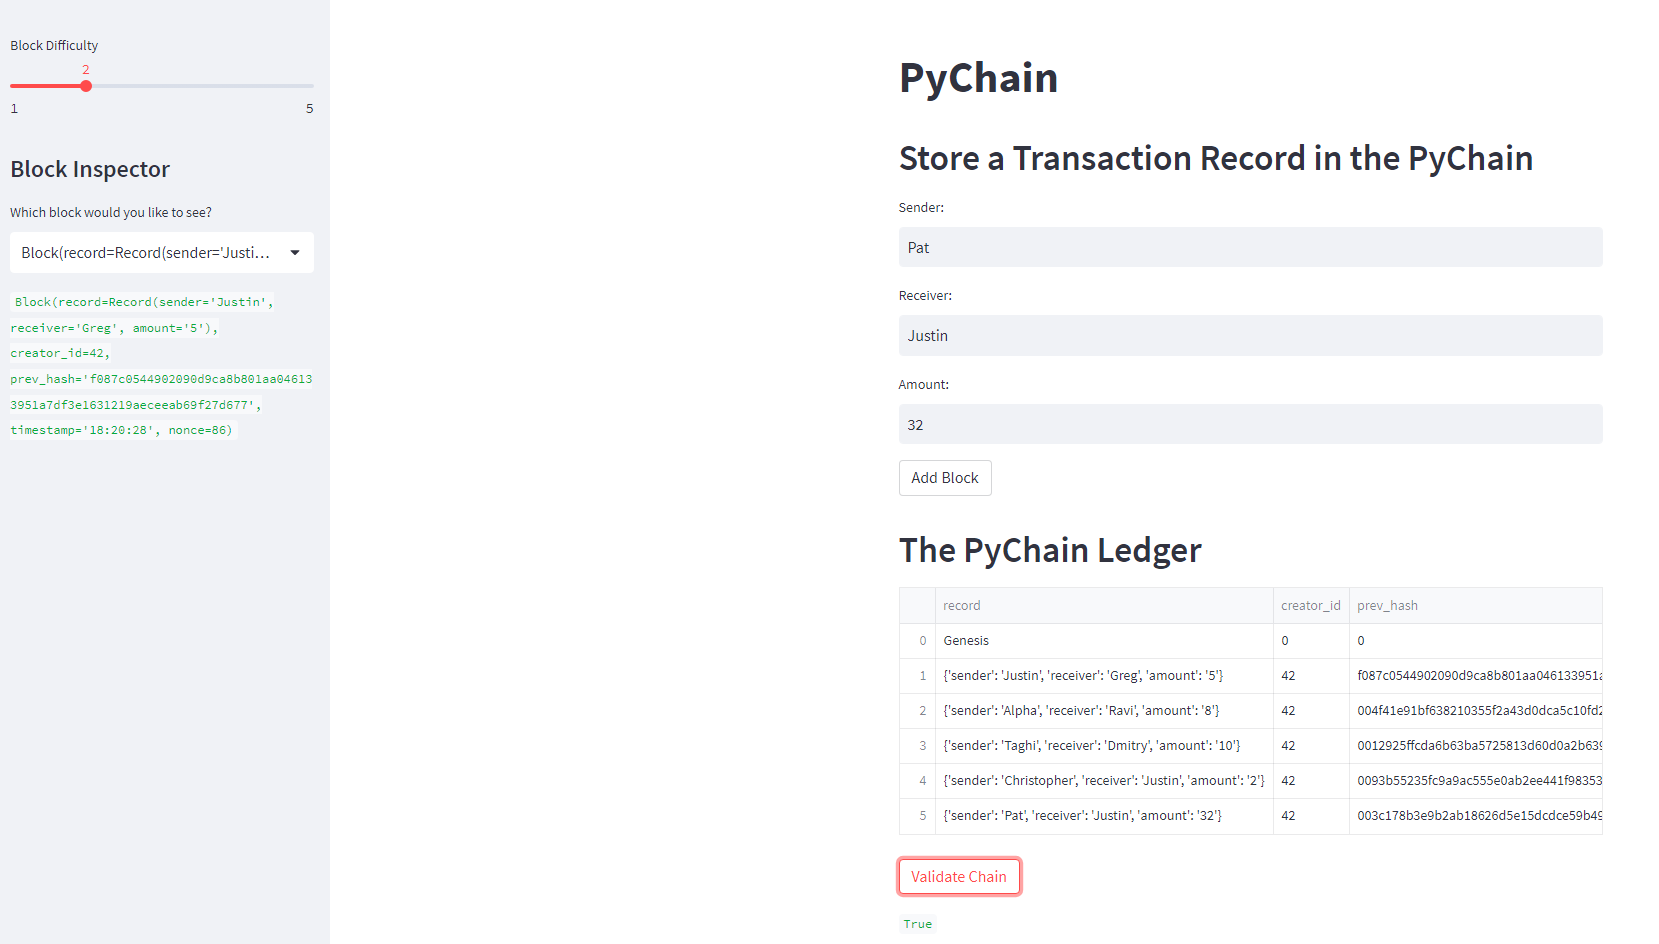 Block Difficulty
2
1 5
Block Inspector
Which block would you like to see?
Block(record=Record(sender='Justi...
Block(record=Record(sender='Justin',
receiver='Greg', amount='5'),
creator_id=42,
prev_hash='f087c0544902090d9ca8b801aa04613
3951a7df3e1631219aeceeab69f27d677',
timestamp='18:20:28', nonce=86)
PyChain
Store a Transaction Record in the PyChain
Sender:
Pat
Receiver:
Justin
Amount:
32
Add Block
The PyChain Ledger
record creator_id prev_hash
0 Genesis 0 0
1 {'sender': 'Justin', 'receiver': 'Greg', 'amount': '5'} 42 f087c0544902090d9ca8b801aa046133951a
2 {'sender': 'Alpha', 'receiver': 'Ravi', 'amount': '8'} 42 004f41e91bf638210355f2a43d0dca5c10fd2
3 {'sender': 'Taghi', 'receiver': 'Dmitry', 'amount': '10'} 42 0012925ffcda6b63ba5725813d60d0a2b639
4 {'sender': 'Christopher', 'receiver': 'Justin', 'amount': '2'} 42 0093b55235fc9a9ac555e0ab2ee441f98353
5 {'sender': 'Pat', 'receiver': 'Justin', 'amount': '32'} 42 003c178b3e9b2ab18626d5e15dcdce59b49
Validate Chain
True